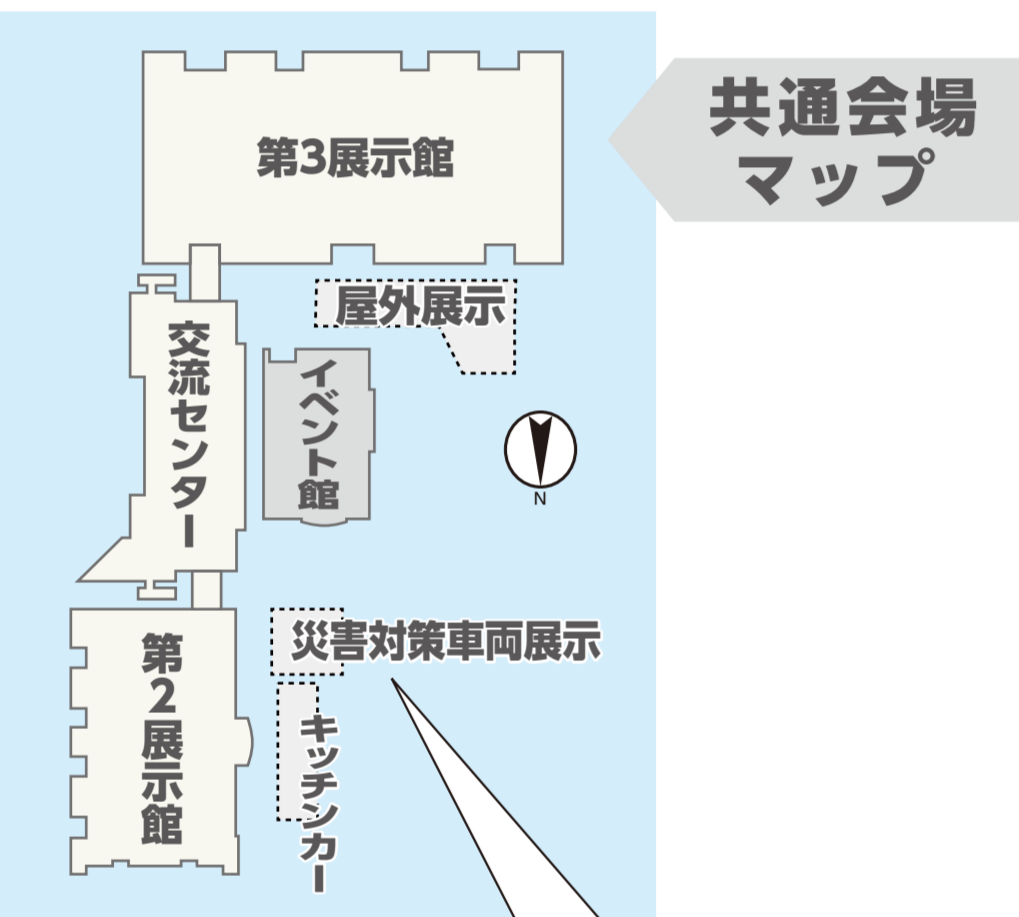 共通会場
マップ
第3展示館
屋外展示
交流センター
イベント館
N
災害対策車両展示
第2展示館
キッチンカー